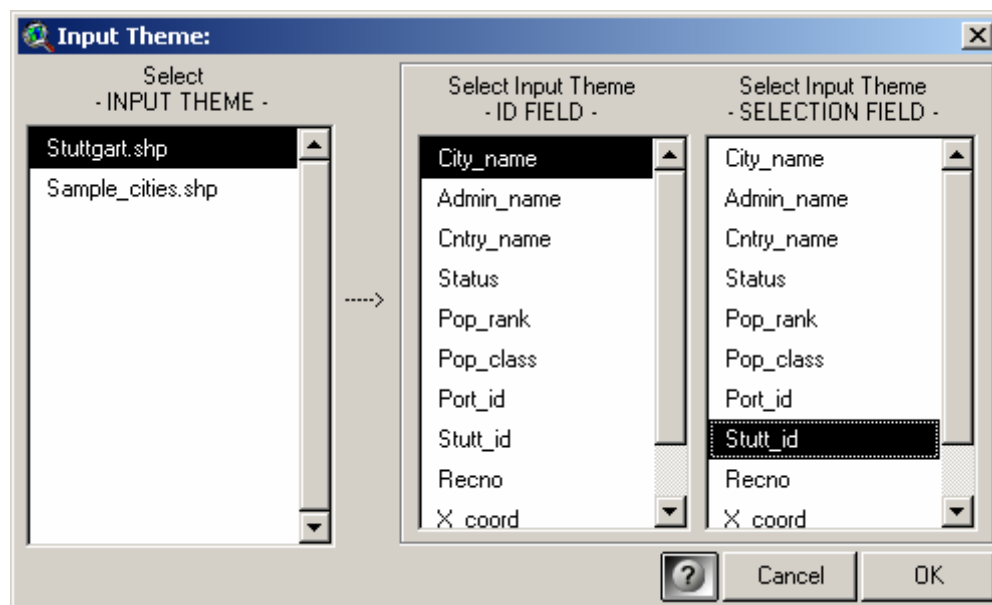 Input Theme:
Select
- INPUT THEME -
Stuttgart.shp
Sample_cities.shp
----->
Select Input Theme
- ID FIELD -
City_name
Admin_name
Cntry_name
Status
Pop_rank
Pop_class
Port_id
Stutt_id
Recno
X_coord
Select Input Theme
- SELECTION FIELD -
City_name
Admin_name
Cntry_name
Status
Pop_rank
Pop_class
Port_id
Stutt_id
Recno
X_coord
?
Cancel
OK